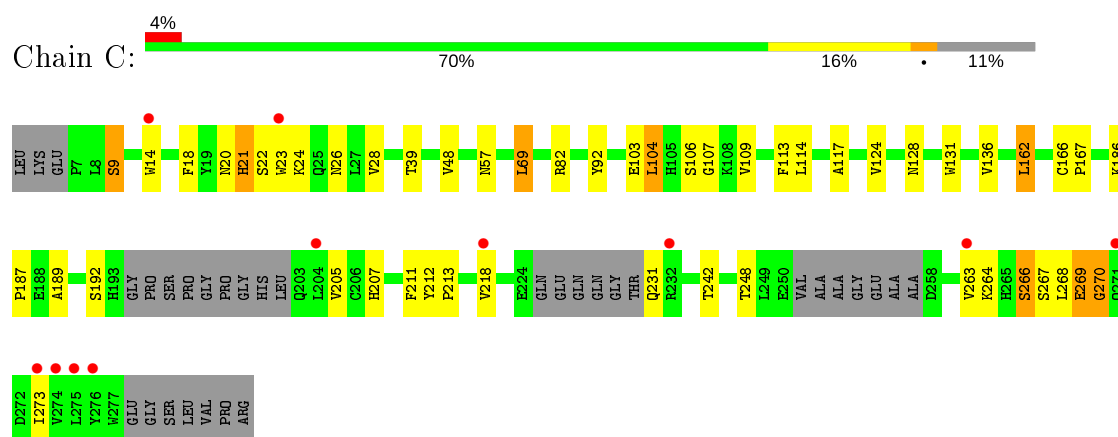 4%
Chain C:
70% 16% • 11%
LEU LYS GLU P7 L8 S9 W14 F18 Y19 N20 H21 S22 W23 K24 Q25 N26 L27 V28 T39 V48 N57 L69 R82 Y92 E103 L104 H105 S106 G107 K108 V109 F113 L114 A117 V124 N128 W131 V136 L162 C166 P167 K186
P187 E188 A189 S192 H193 GLY PRO SER PRO GLY PRO GLY HIS LEU Q203 L204 V205 C206 H207 F211 Y212 P213 V218 E224 GLN GLU GLN GLN GLY THR Q231 R232 T242 T248 L249 E250 VAL ALA ALA GLY GLU ALA ALA D258 V263 K264 H265 S266 S267 L268 E269 G270
D272 I273 V274 L275 Y276 W277 GLU GLY SER LEU VAL PRO ARG